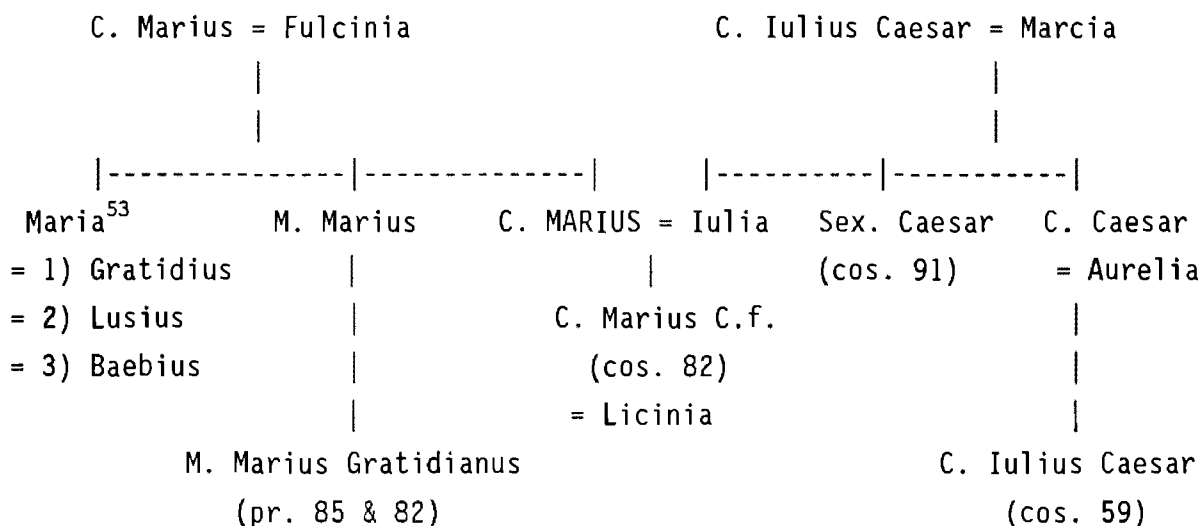 C. Marius = Fulcinia C. Iulius Caesar = Marcia
Maria53 M. Marius C. MARIUS = Iulia Sex. Caesar C. Caesar
= 1) Gratidius (cos. 91) = Aurelia
= 2) Lusius C. Marius C.f.
= 3) Baebius (cos. 82)
= Licinia
M. Marius Gratidianus C. Iulius Caesar
(pr. 85 & 82) (cos. 59)